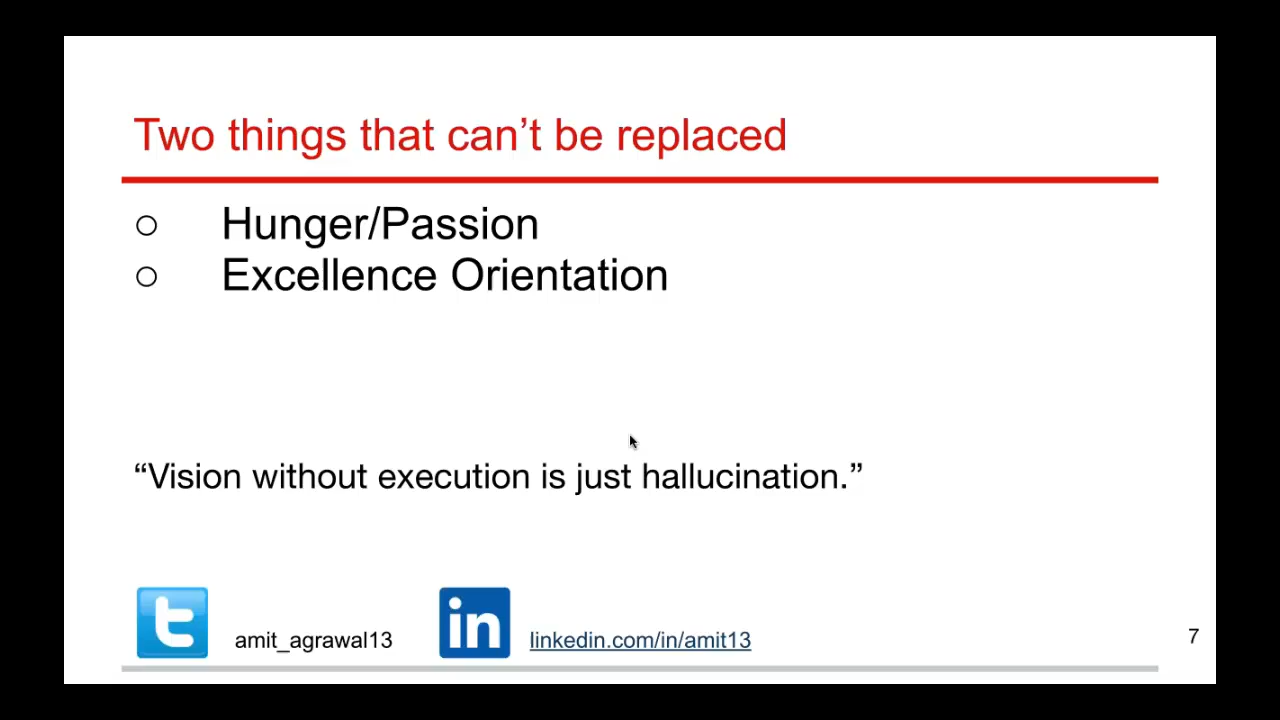 Two things that can’t be replaced
○ Hunger/Passion
○ Excellence Orientation
“Vision without execution is just hallucination.”
t amit_agrawal13 in linkedin.com/in/amit13
7